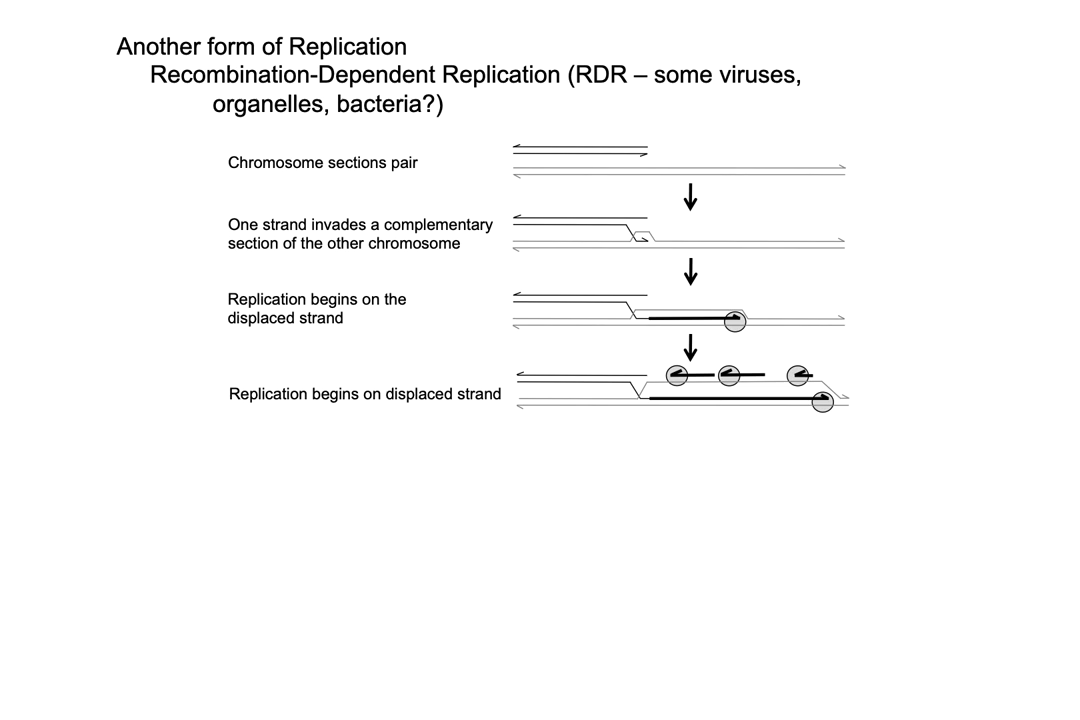 Another form of Replication
Recombination-Dependent Replication (RDR – some viruses,
organelles, bacteria?)
Chromosome sections pair
One strand invades a complementary
section of the other chromosome
Replication begins on the
displaced strand
Replication begins on displaced strand